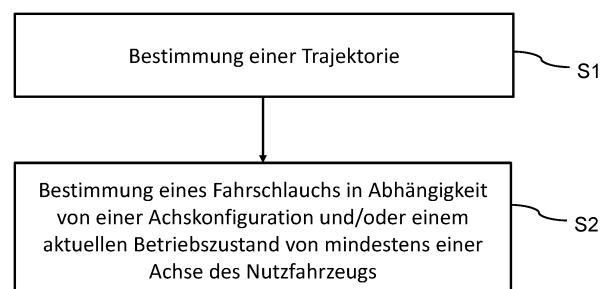 Bestimmung einer Trajektorie
S1
Bestimmung eines Fahrschlauchs in Abhängigkeit
von einer Achskonfiguration und/oder einem
aktuellen Betriebszustand von mindestens einer
Achse des Nutzfahrzeugs
S2